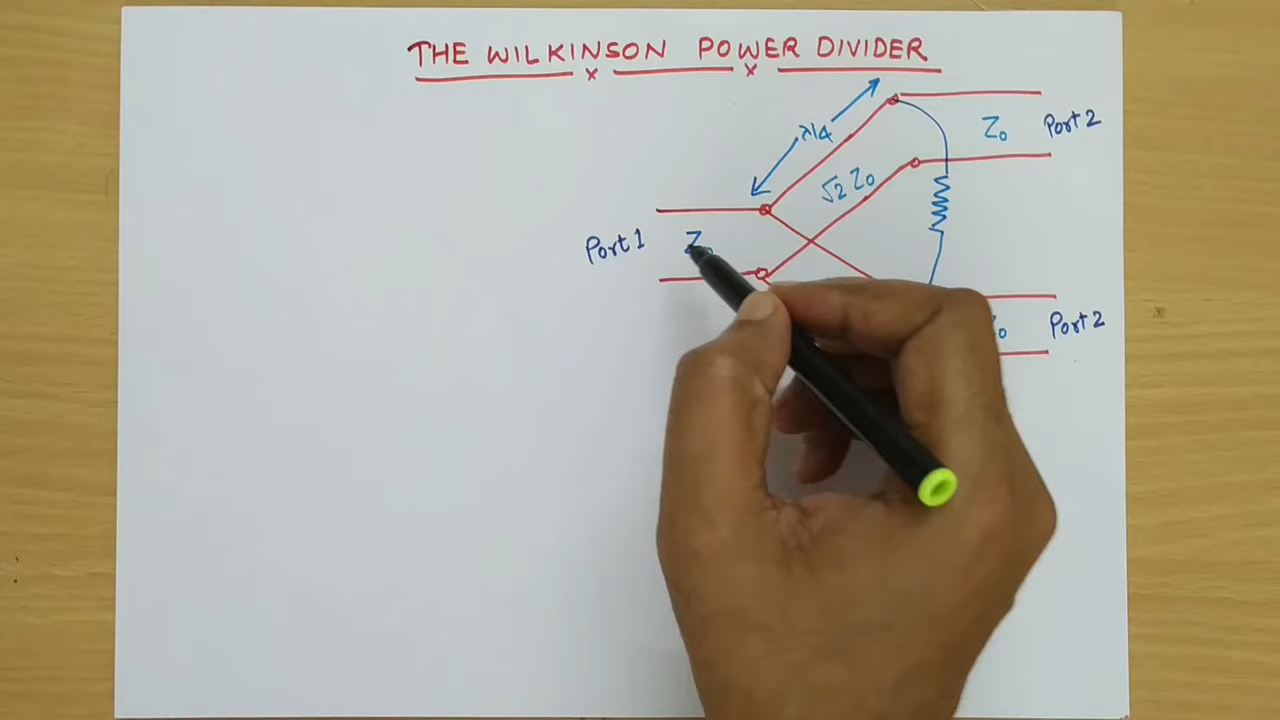 THE WILKINSON POWER DIVIDER
λ/4
Z₀
Port 2
√2 Z₀
Port 1
Port 2